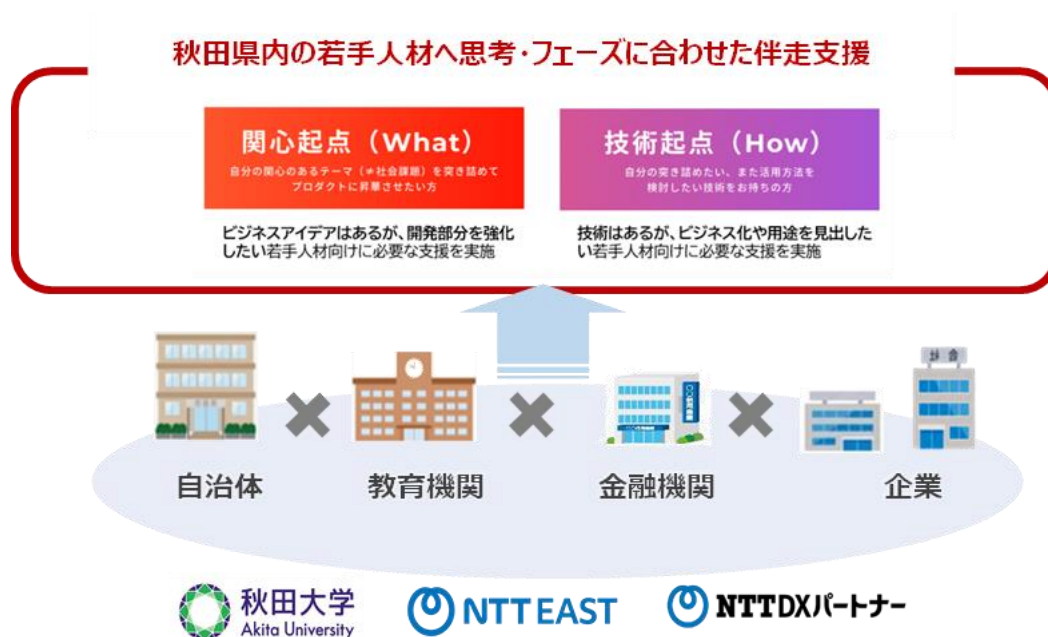 秋田県内の若手人材へ思考・フェーズに合わせた伴走支援
関心起点（What）
自分の関心のあるテーマ（≠社会課題）を突き詰めて
プロダクトに昇華させたい方
技術起点（How）
自分の突き詰めたい、また活用方法を
検討したい技術をお持ちの方
ビジネスアイデアはあるが、開発部分を強化
したい若手人材向けに必要な支援を実施
技術はあるが、ビジネス化や用途を見出した
い若手人材向けに必要な支援を実施
自治体
教育機関
金融機関
企業
秋田大学
Akita University
NTT EAST
NTTDXパートナー